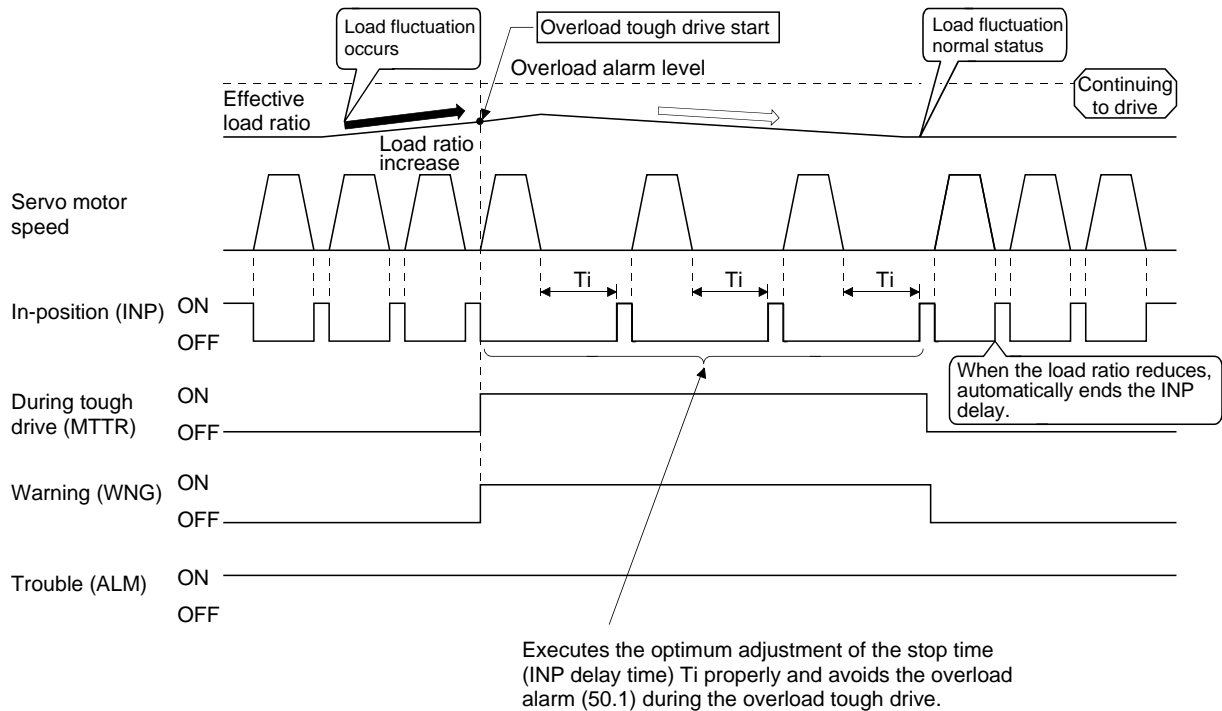 Load fluctuation
occurs
Overload tough drive start
Load fluctuation
normal status
Overload alarm level
Continuing
to drive
Effective
load ratio
Load ratio
increase
Servo motor
speed
Ti
Ti
Ti
In-position (INP)
ON
OFF
When the load ratio reduces,
automatically ends the INP
delay.
During tough
drive (MTTR)
ON
OFF
Warning (WNG)
ON
OFF
Trouble (ALM)
ON
OFF
Executes the optimum adjustment of the stop time
(INP delay time) Ti properly and avoids the overload
alarm (50.1) during the overload tough drive.